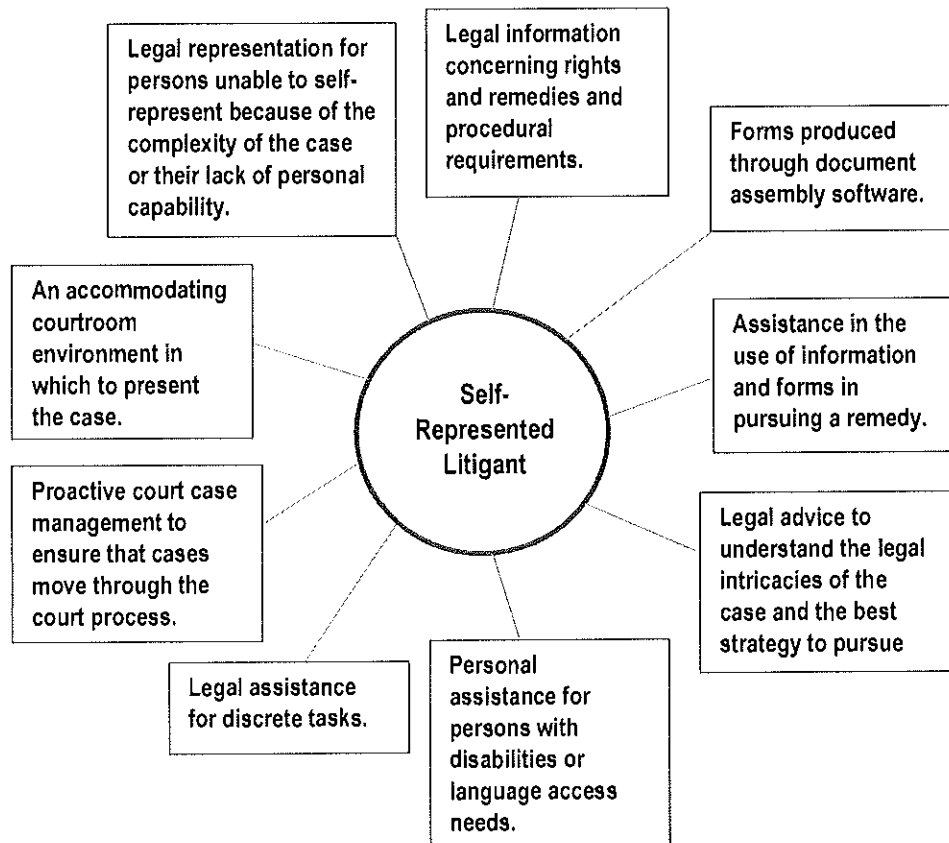 Legal representation for
persons unable to self-
represent because of the
complexity of the case
or their lack of personal
capability.
Legal information
concerning rights
and remedies and
procedural
requirements.
Forms produced
through document
assembly software.
An accommodating
courtroom
environment in
which to present
the case.
Self-
Represented
Litigant
Assistance in the
use of information
and forms in
pursuing a remedy.
Proactive court case
management to
ensure that cases
move through the
court process.
Legal advice to
understand the legal
intricacies of the
case and the best
strategy to pursue
Legal assistance
for discrete tasks.
Personal
assistance for
persons with
disabilities or
language access
needs.